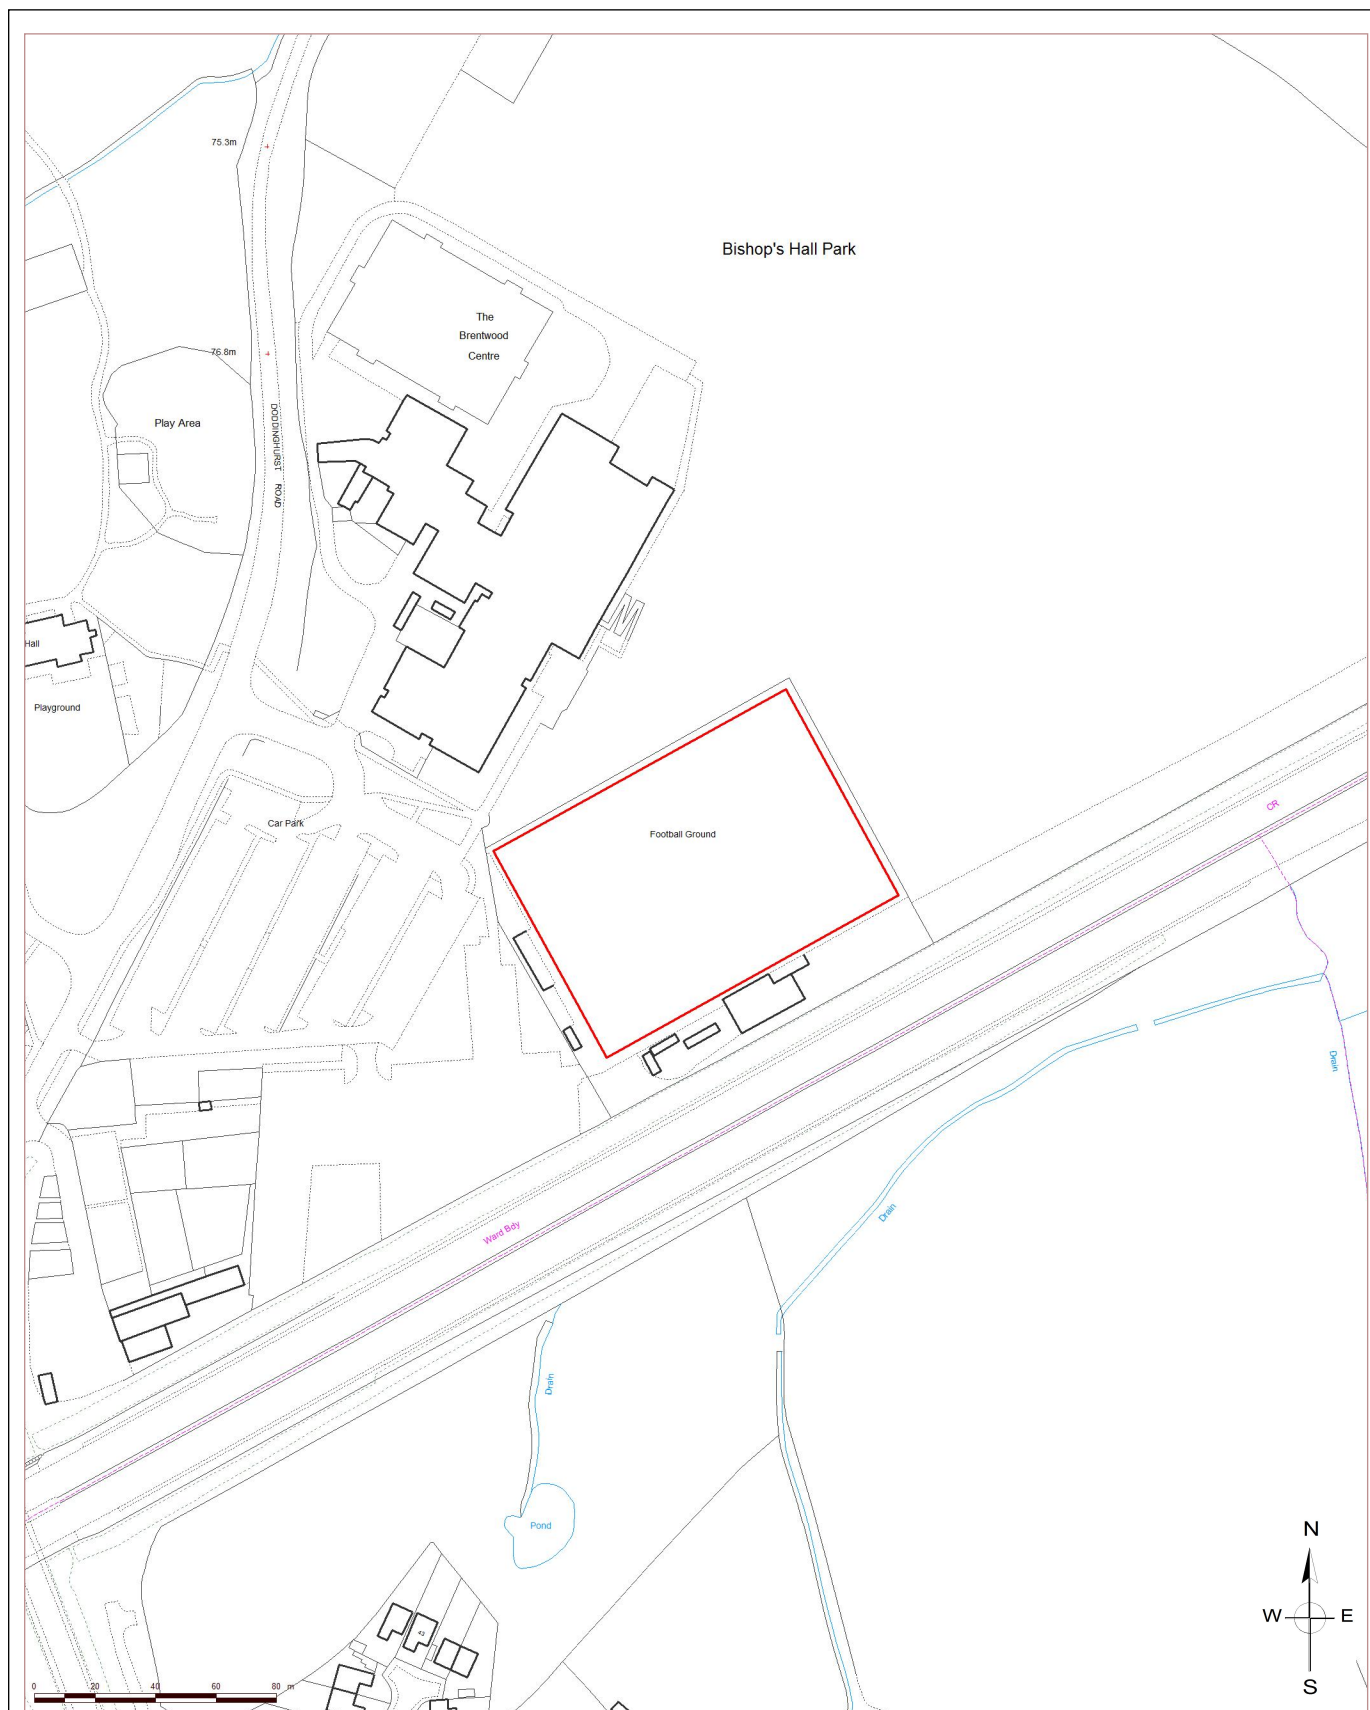 75.3m
Bishop's Hall Park
The
Brentwood
Centre
76.8m
Play Area
DODDINGHURST ROAD
Hall
Playground
Car Park
Football Ground
CR
Drain
Drain
Ward Bdy
Drain
Pond
43
N
W E
S
0 20 40 60 80 m